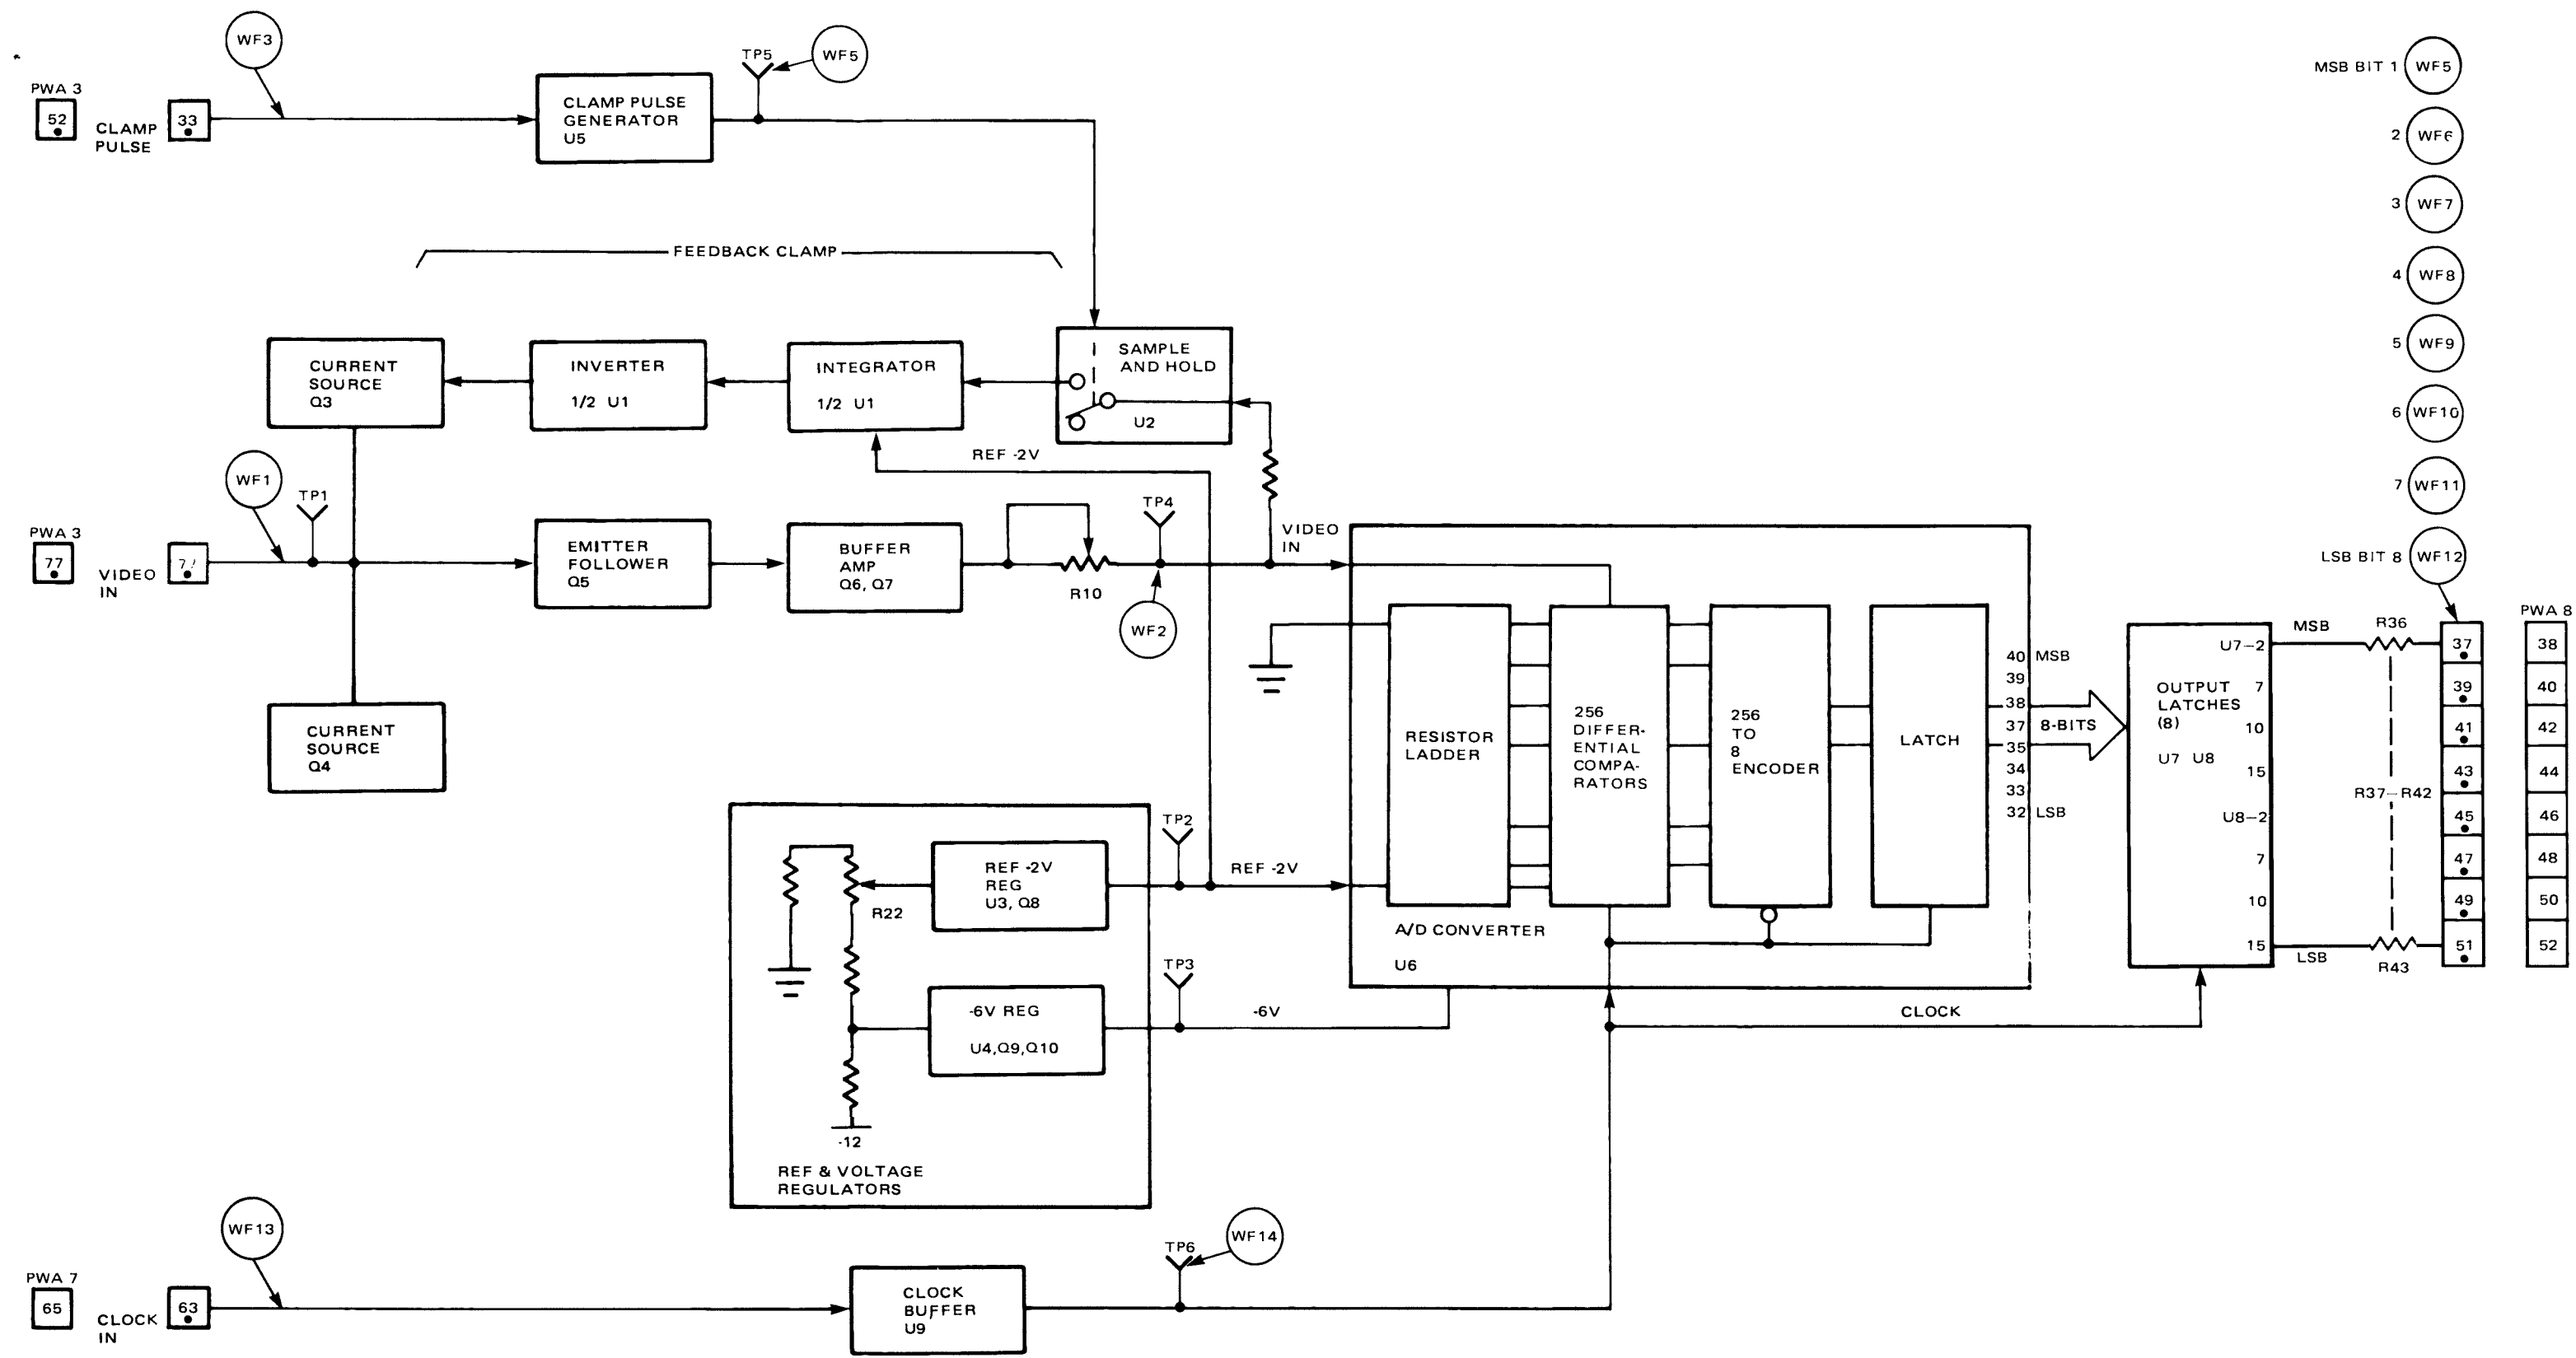 WF3
TP5
WF5
PWA 3
52
CLAMP
PULSE
33
CLAMP PULSE
GENERATOR
U5
MSB BIT 1 WF5
2 WF6
3 WF7
4 WF8
5 WF9
6 WF10
7 WF11
LSB BIT 8 WF12
FEEDBACK CLAMP
CURRENT
SOURCE
Q3
INVERTER
1/2 U1
INTEGRATOR
1/2 U1
SAMPLE
AND HOLD
U2
REF -2V
WF1
TP1
PWA 3
77
VIDEO
IN
EMITTER
FOLLOWER
Q5
BUFFER
AMP
Q6, Q7
R10
TP4
WF2
VIDEO
IN
CURRENT
SOURCE
Q4
RESISTOR
LADDER
256
DIFFER-
ENTIAL
COMPA-
RATORS
256
TO
8
ENCODER
LATCH
A/D CONVERTER
U6
40 MSB
39
38
37
35
34
33
32 LSB
8-BITS
OUTPUT
LATCHES
(8)
U7 U8
U7-2
7
10
15
U8-2
7
10
15
MSB
R36
R37-R42
LSB
R43
37
39
41
43
45
47
49
51
PWA 8
38
40
42
44
46
48
50
52
REF -2V
REG
U3, Q8
R22
TP2
REF -2V
-6V REG
U4,Q9,Q10
TP3
-6V
-12
REF & VOLTAGE
REGULATORS
CLOCK
WF13
PWA 7
65
CLOCK
IN
63
CLOCK
BUFFER
U9
TP6
WF14